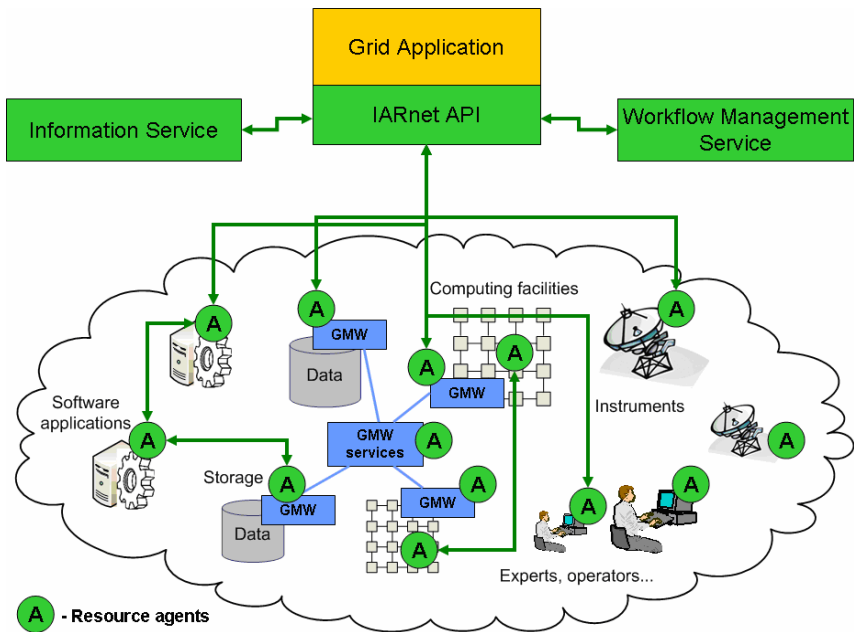 Grid Application
IARnet API
Information Service
Workflow Management
Service
Computing facilities
A
A
A
GMW
A
A
Data
A
GMW
Instruments
Software
applications
A
GMW
services
A
A
Storage
A
GMW
Data
GMW
A
A
A
A
Experts, operators...
A - Resource agents